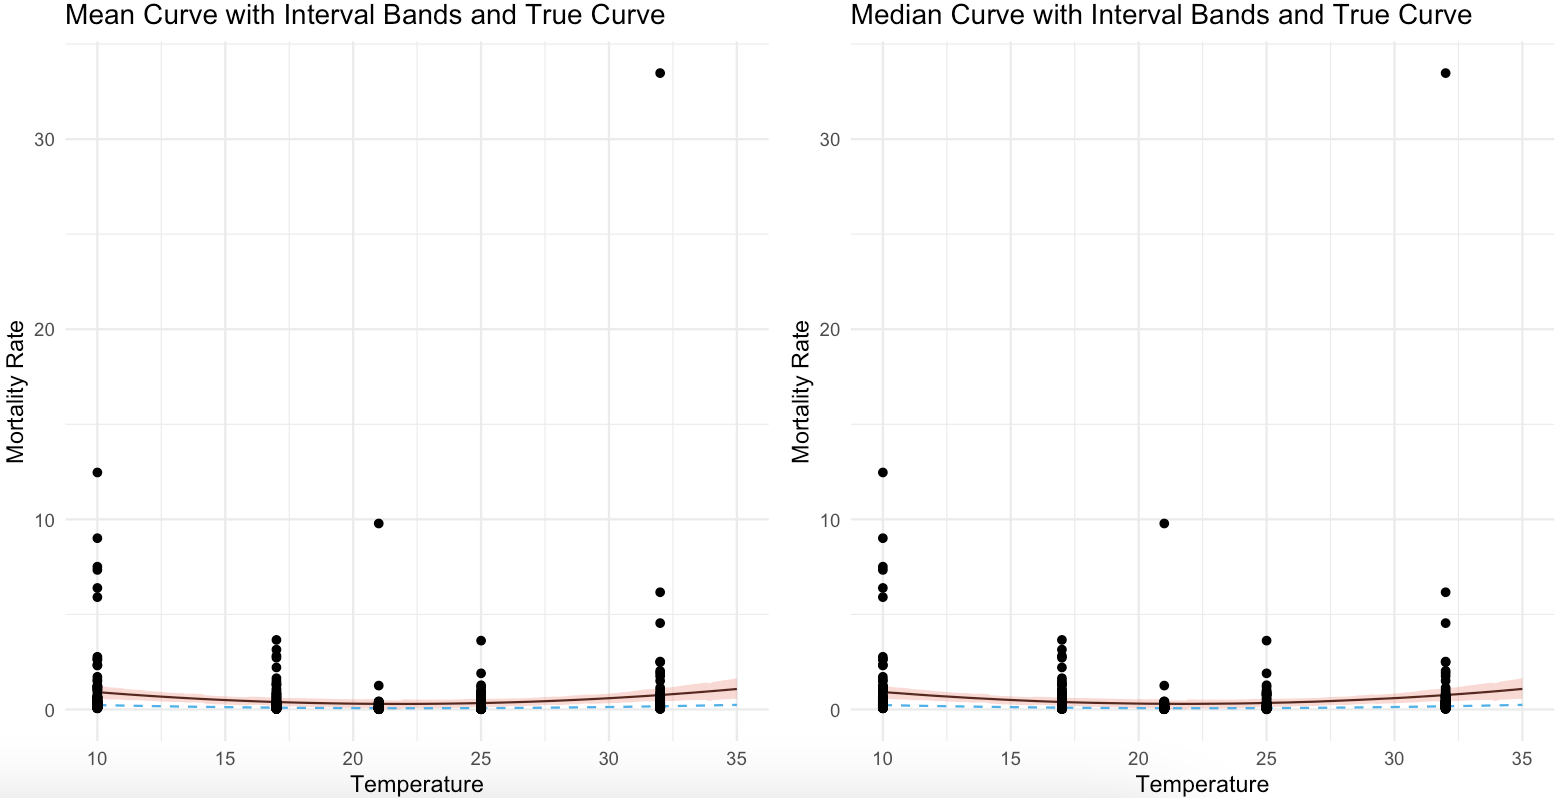 Mean Curve with Interval Bands and True Curve
Mortality Rate
30
20
10
0
10 15 20 25 30 35
Temperature
Median Curve with Interval Bands and True Curve
Mortality Rate
30
20
10
0
10 15 20 25 30 35
Temperature